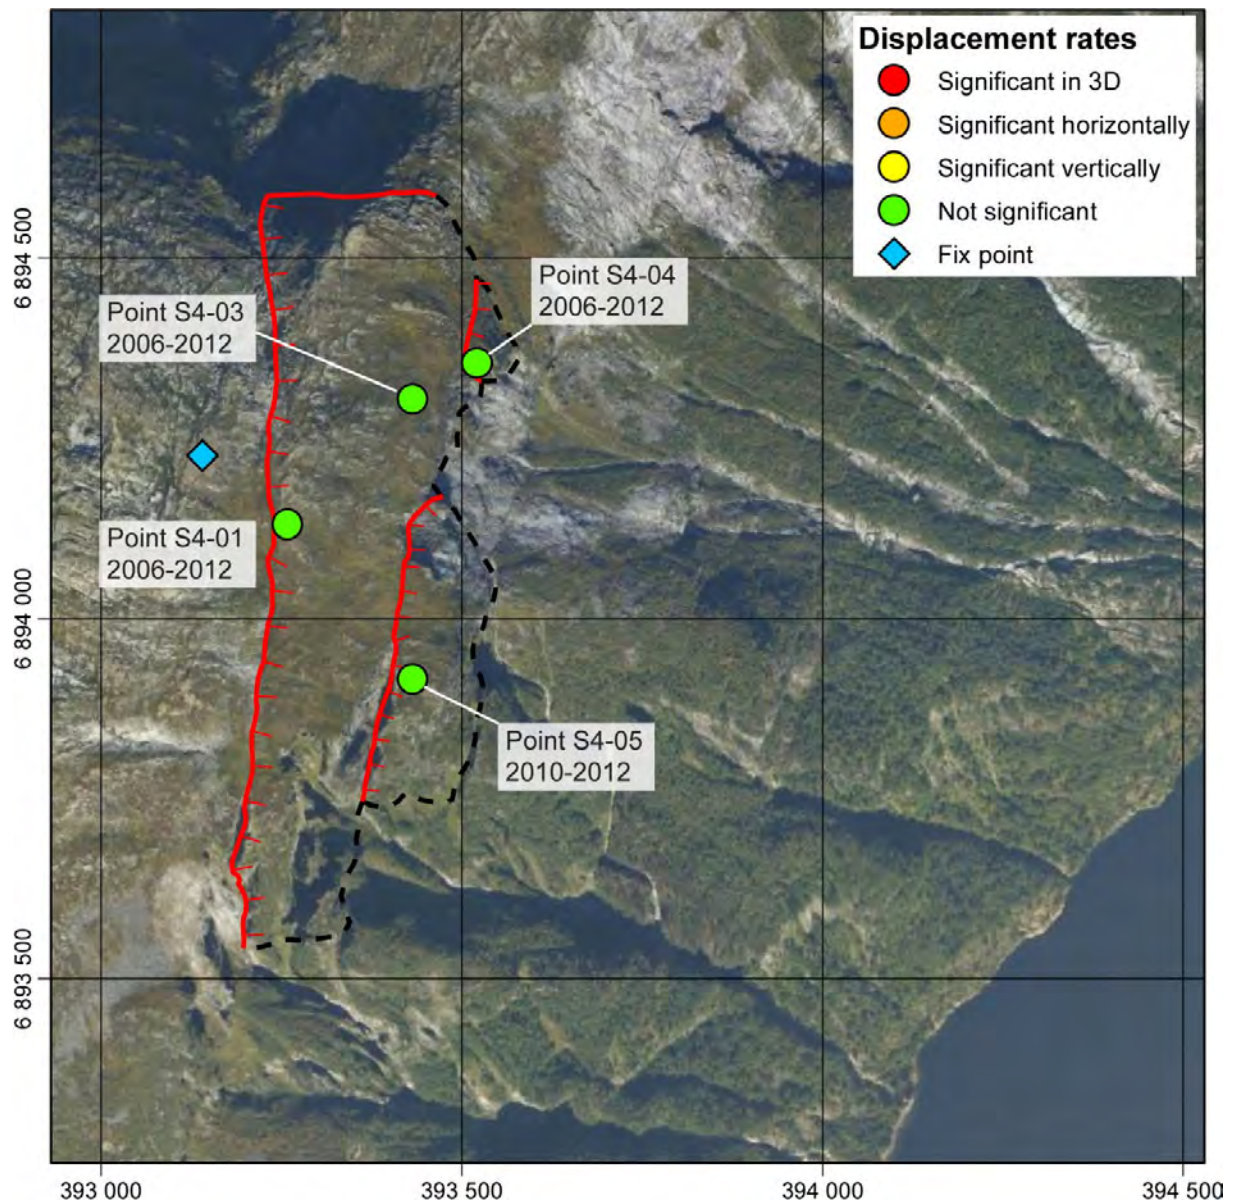 Displacement rates
Significant in 3D
Significant horizontally
Significant vertically
Not significant
Fix point
Point S4-04
2006-2012
Point S4-03
2006-2012
Point S4-01
2006-2012
Point S4-05
2010-2012
6 894 500
6 894 000
6 893 500
393 000
393 500
394 000
394 500